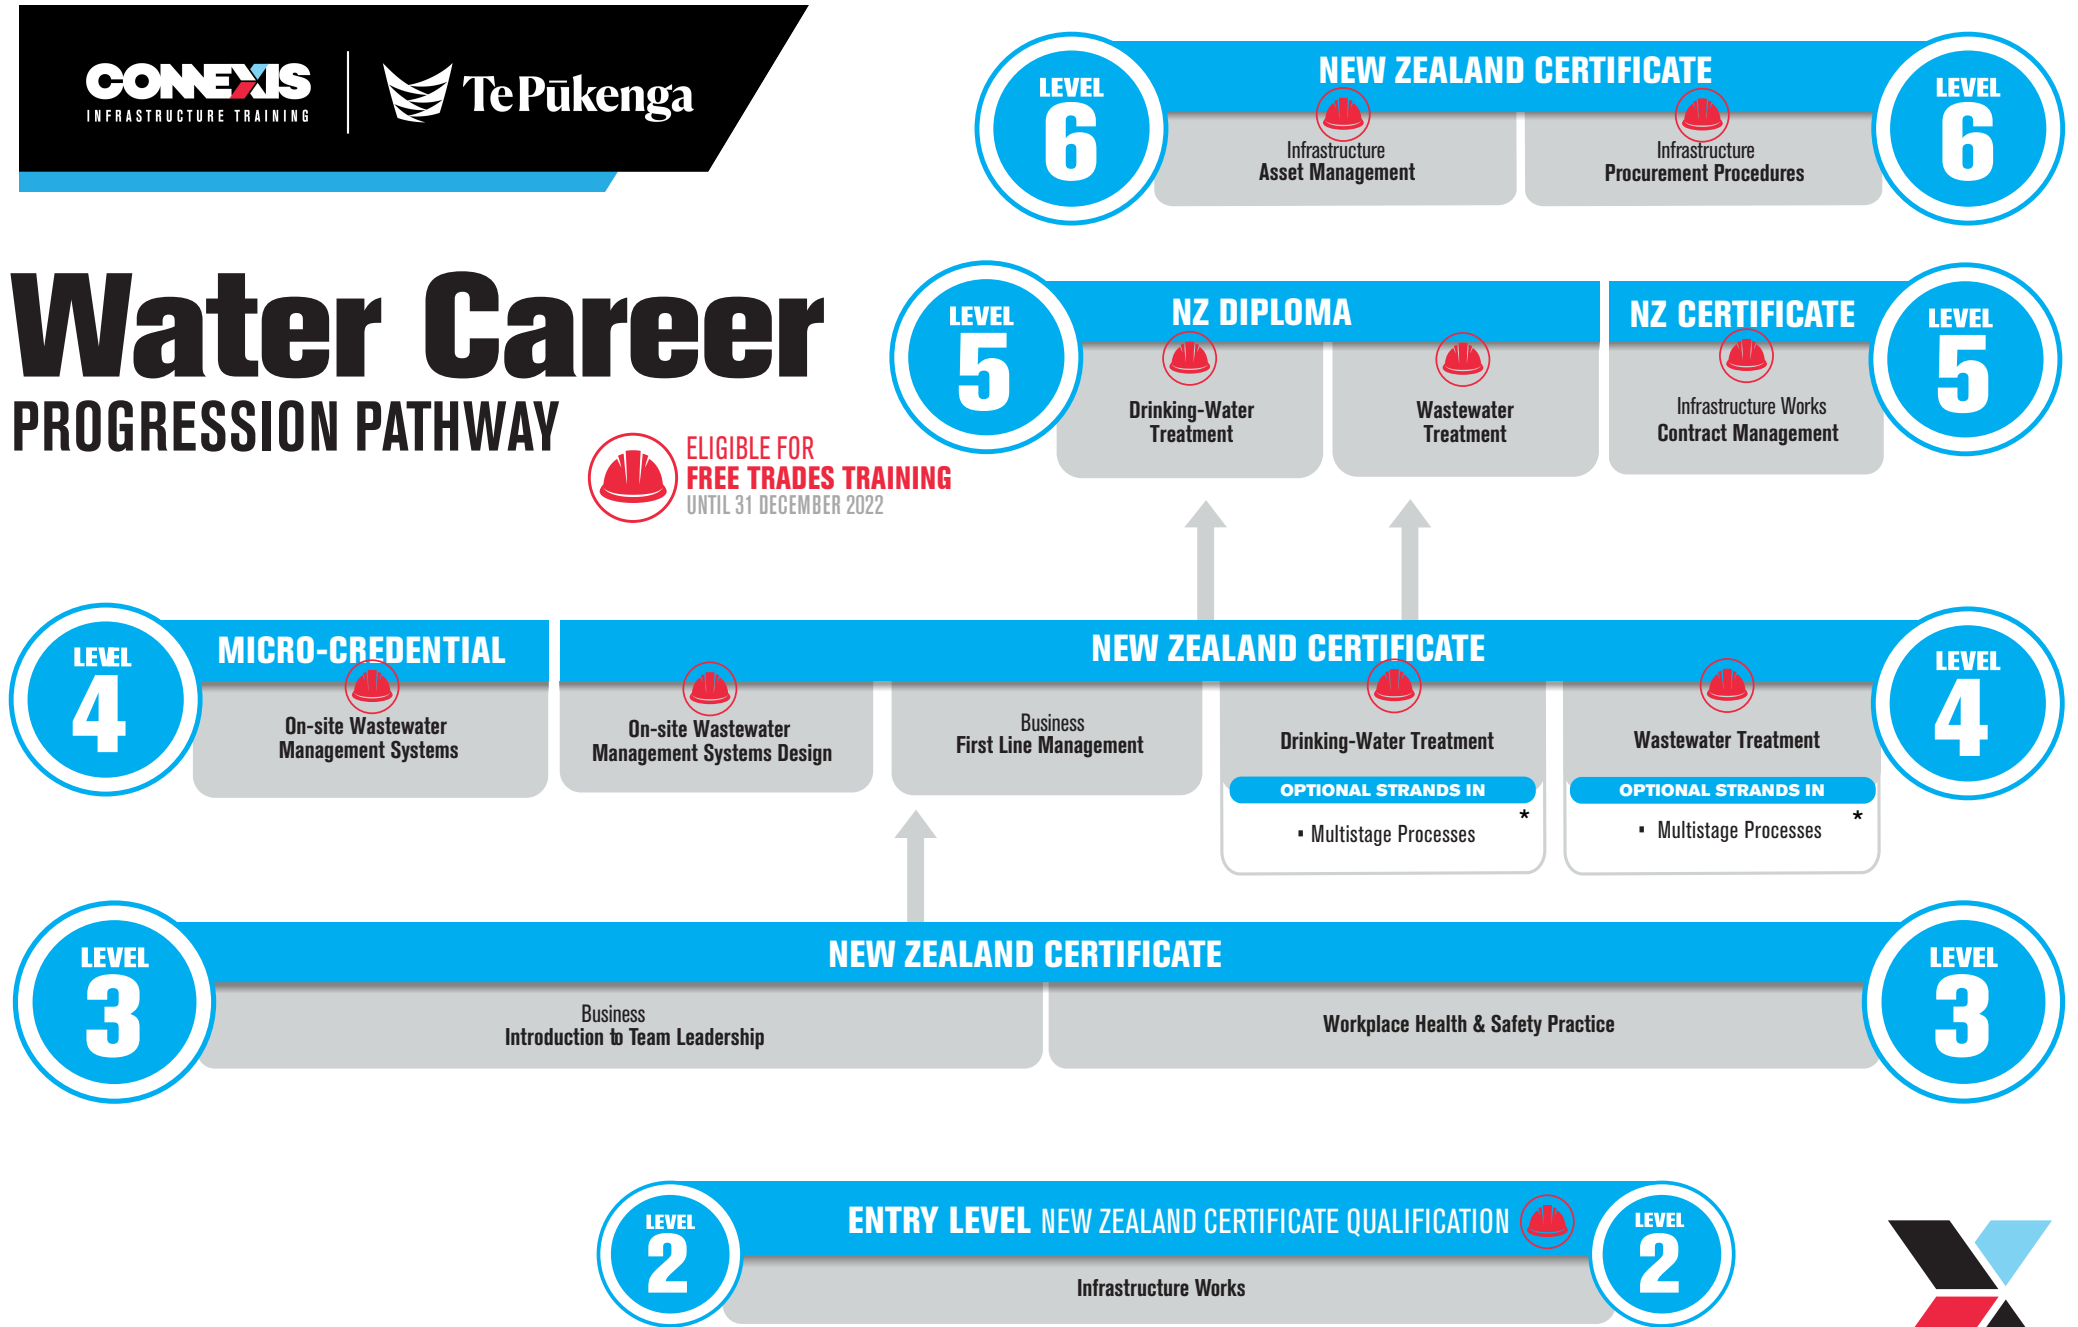 CONNEXIS
INFRASTRUCTURE TRAINING
Te Pūkenga
Water Career
PROGRESSION PATHWAY
ELIGIBLE FOR
FREE TRADES TRAINING
UNTIL 31 DECEMBER 2022
LEVEL
6
NEW ZEALAND CERTIFICATE
Infrastructure
Asset Management
Infrastructure
Procurement Procedures
LEVEL
6
LEVEL
5
NZ DIPLOMA
Drinking-Water
Treatment
Wastewater
Treatment
NZ CERTIFICATE
Infrastructure Works
Contract Management
LEVEL
5
LEVEL
4
MICRO-CREDENTIAL
On-site Wastewater
Management Systems
NEW ZEALAND CERTIFICATE
On-site Wastewater
Management Systems Design
Business
First Line Management
Drinking-Water Treatment
OPTIONAL STRANDS IN
▪ Multistage Processes *
Wastewater Treatment
OPTIONAL STRANDS IN
▪ Multistage Processes *
LEVEL
4
LEVEL
3
NEW ZEALAND CERTIFICATE
Business
Introduction to Team Leadership
Workplace Health & Safety Practice
LEVEL
3
LEVEL
2
ENTRY LEVEL NEW ZEALAND CERTIFICATE QUALIFICATION
Infrastructure Works
LEVEL
2